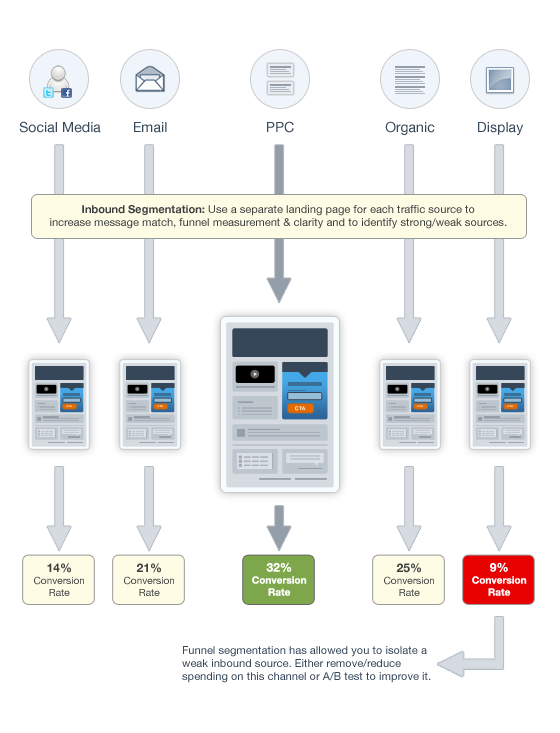 Social Media
Email
PPC
Organic
Display
Inbound Segmentation: Use a separate landing page for each traffic source to
increase message match, funnel measurement & clarity and to identify strong/weak sources.
CTA
CTA
CTA
CTA
CTA
14%
Conversion
Rate
21%
Conversion
Rate
32%
Conversion
Rate
25%
Conversion
Rate
9%
Conversion
Rate
Funnel segmentation has allowed you to isolate a
weak inbound source. Either remove/reduce
spending on this channel or A/B test to improve it.